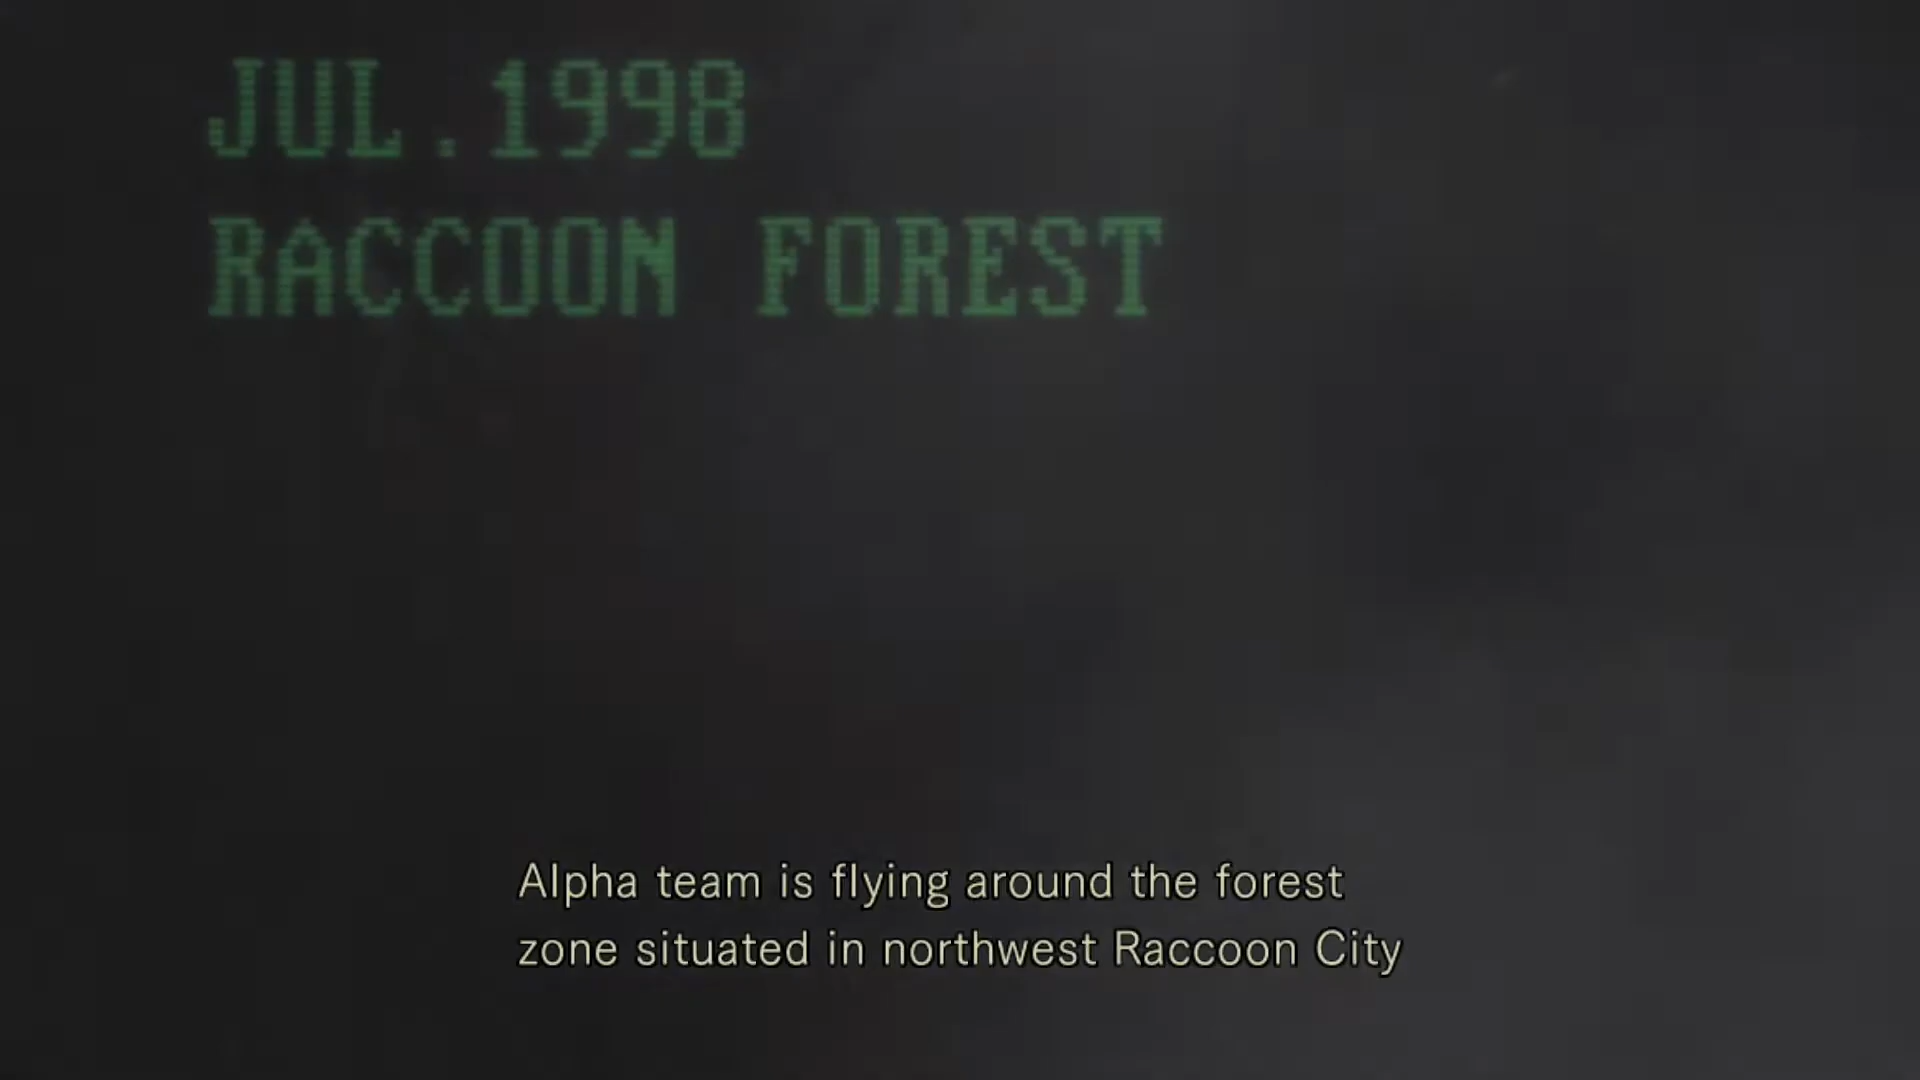 JUL.1998
RACCOON FOREST
Alpha team is flying around the forest
zone situated in northwest Raccoon City